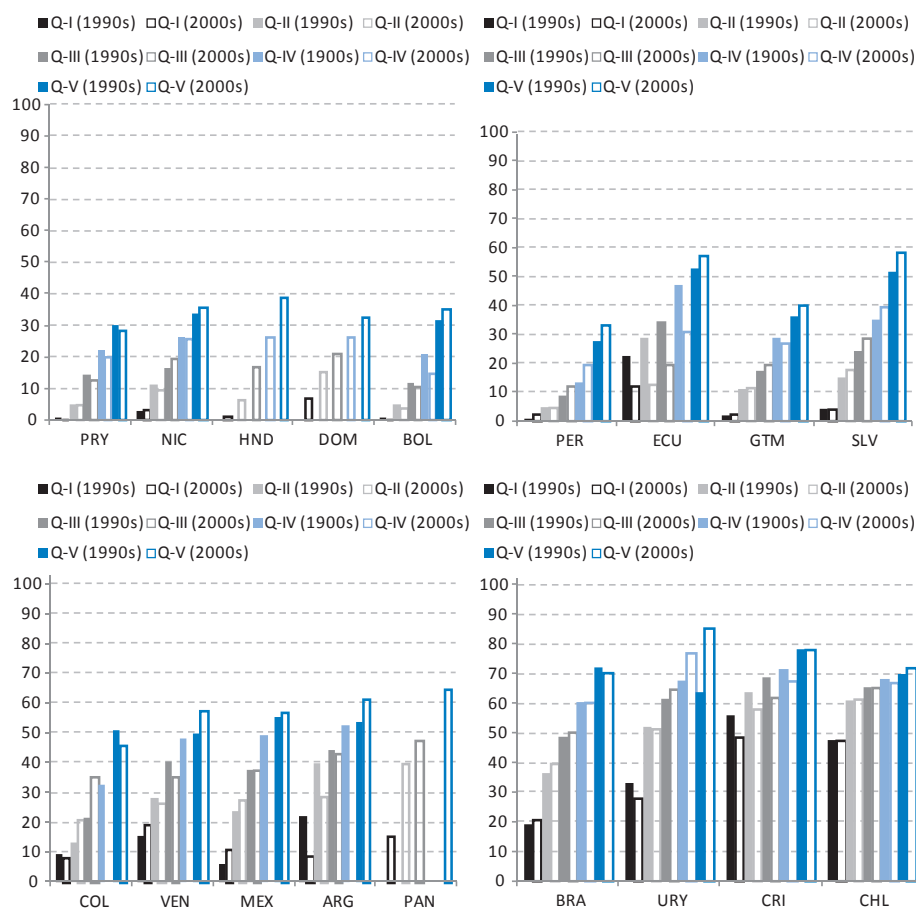 Q-I (1990s) Q-I (2000s) Q-II (1990s) Q-II (2000s)
Q-III (1990s) Q-III (2000s) Q-IV (1900s) Q-IV (2000s)
Q-V (1990s) Q-V (2000s)
100
90
80
70
60
50
40
30
20
10
0
PRY NIC HND DOM BOL
Q-I (1990s) Q-I (2000s) Q-II (1990s) Q-II (2000s)
Q-III (1990s) Q-III (2000s) Q-IV (1900s) Q-IV (2000s)
Q-V (1990s) Q-V (2000s)
100
90
80
70
60
50
40
30
20
10
0
PER ECU GTM SLV
Q-I (1990s) Q-I (2000s) Q-II (1990s) Q-II (2000s)
Q-III (1990s) Q-III (2000s) Q-IV (1900s) Q-IV (2000s)
Q-V (1990s) Q-V (2000s)
100
90
80
70
60
50
40
30
20
10
0
COL VEN MEX ARG PAN
Q-I (1990s) Q-I (2000s) Q-II (1990s) Q-II (2000s)
Q-III (1990s) Q-III (2000s) Q-IV (1900s) Q-IV (2000s)
Q-V (1990s) Q-V (2000s)
100
90
80
70
60
50
40
30
20
10
0
BRA URY CRI CHL